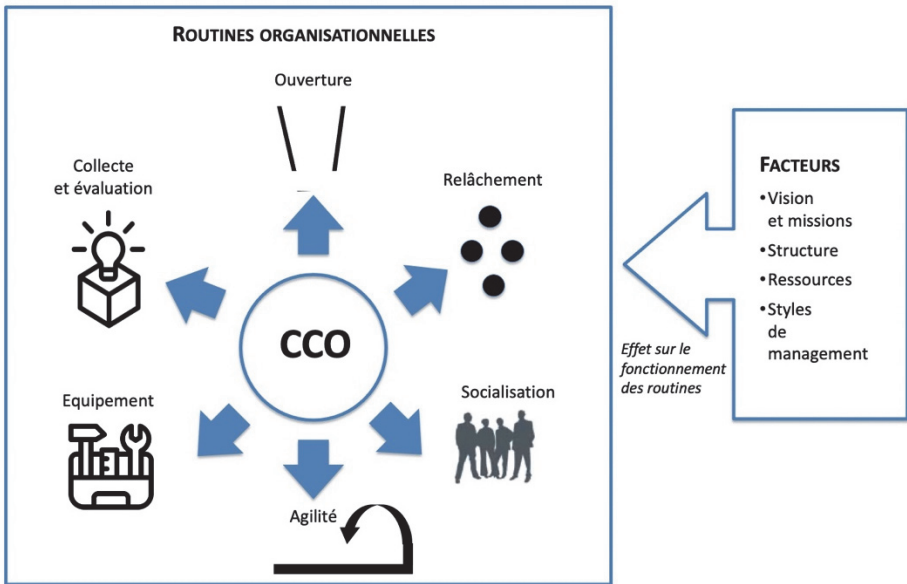 ROUTINES ORGANISATIONNELLES
Ouverture
Collecte
et évaluation
Relâchement
CCO
Equipement
Socialisation
Agilité
Effet sur le
fonctionnement
des routines
FACTEURS
•Vision
et missions
•Structure
•Ressources
•Styles
de
management